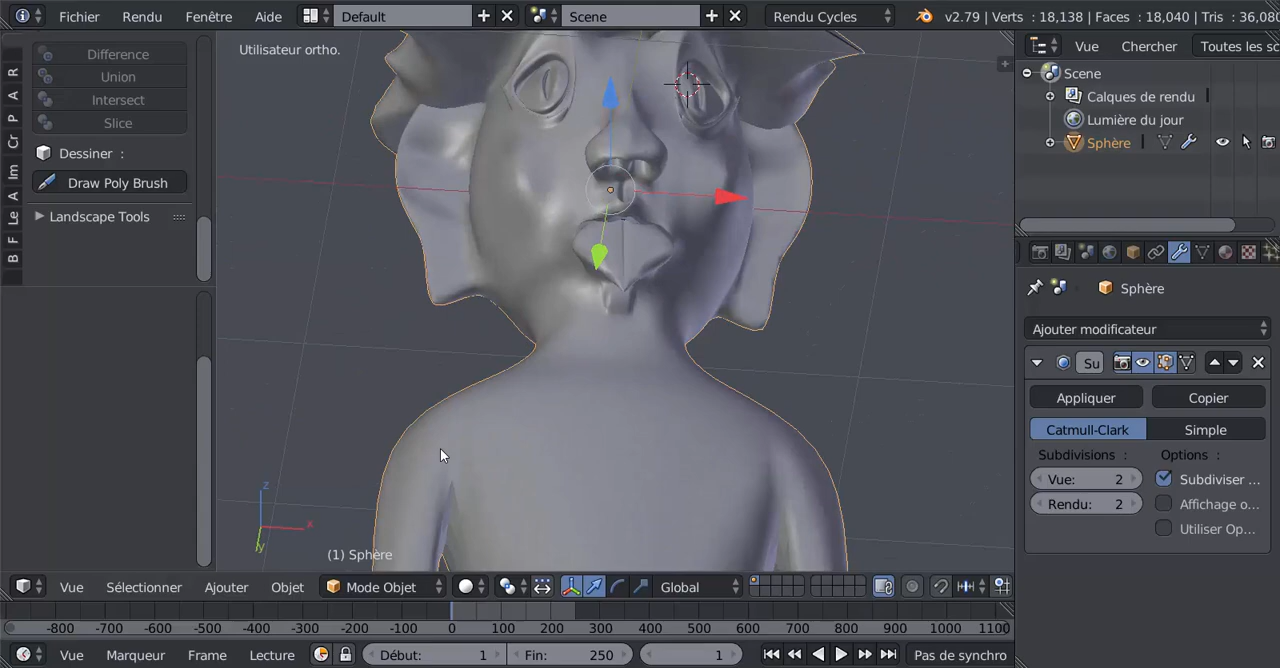 Fichier Rendu Fenêtre Aide Default Scene Rendu Cycles v2.79 | Verts : 18,138 | Faces : 18,040 | Tris : 36,080
Difference
Union
Intersect
Slice
Dessiner :
Draw Poly Brush
Landscape Tools
R
A
P
Cr
Im
A
Le
F
B
Utilisateur ortho.
z
x
y
(1) Sphère
Vue Chercher Toutes les sc
Scene
Calques de rendu
Lumière du jour
Sphère
Sphère
Ajouter modificateur
Su
Appliquer Copier
Catmull-Clark Simple
Subdivisions : Options :
Vue: 2 Subdiviser ...
Rendu: 2 Affichage o...
Utiliser Op...
Vue Sélectionner Ajouter Objet Mode Objet Global
-800 -700 -600 -500 -400 -300 -200 -100 0 100 200 300 400 500 600 700 800 900 1000 1100
Vue Marqueur Frame Lecture Début: 1 Fin: 250 1 Pas de synchro